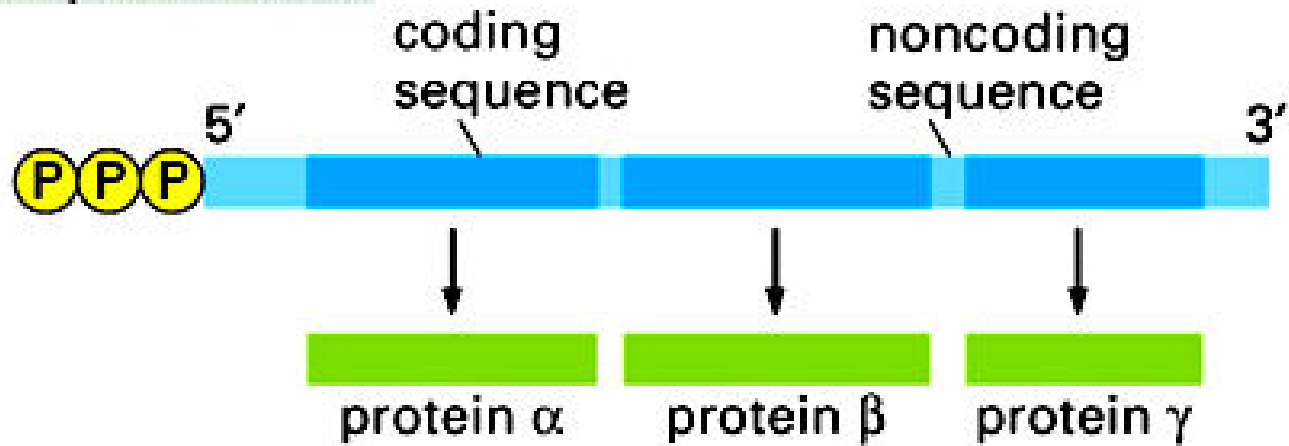 coding
sequence
noncoding
sequence
5′
3′
P P P
protein α
protein β
protein γ